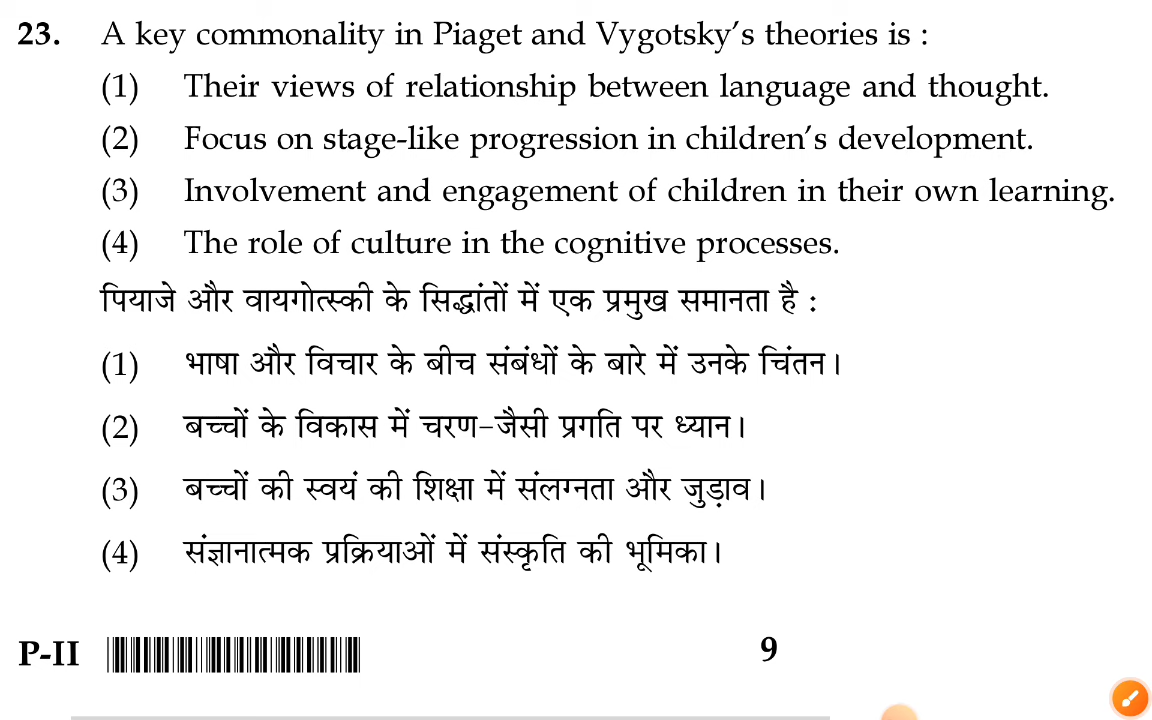 23. A key commonality in Piaget and Vygotsky's theories is :
(1) Their views of relationship between language and thought.
(2) Focus on stage-like progression in children's development.
(3) Involvement and engagement of children in their own learning.
(4) The role of culture in the cognitive processes.
पियाजे और वायगोत्स्की के सिद्धांतों में एक प्रमुख समानता है :
(1) भाषा और विचार के बीच संबंधों के बारे में उनके चिंतन।
(2) बच्चों के विकास में चरण-जैसी प्रगति पर ध्यान।
(3) बच्चों की स्वयं की शिक्षा में संलग्नता और जुड़ाव।
(4) संज्ञानात्मक प्रक्रियाओं में संस्कृति की भूमिका।
P-II 9